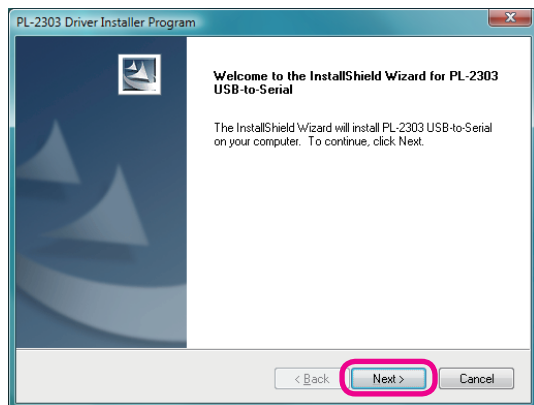 PL-2303 Driver Installer Program
Welcome to the InstallShield Wizard for PL-2303
USB-to-Serial
The InstallShield Wizard will install PL-2303 USB-to-Serial
on your computer. To continue, click Next.
< Back
Next >
Cancel